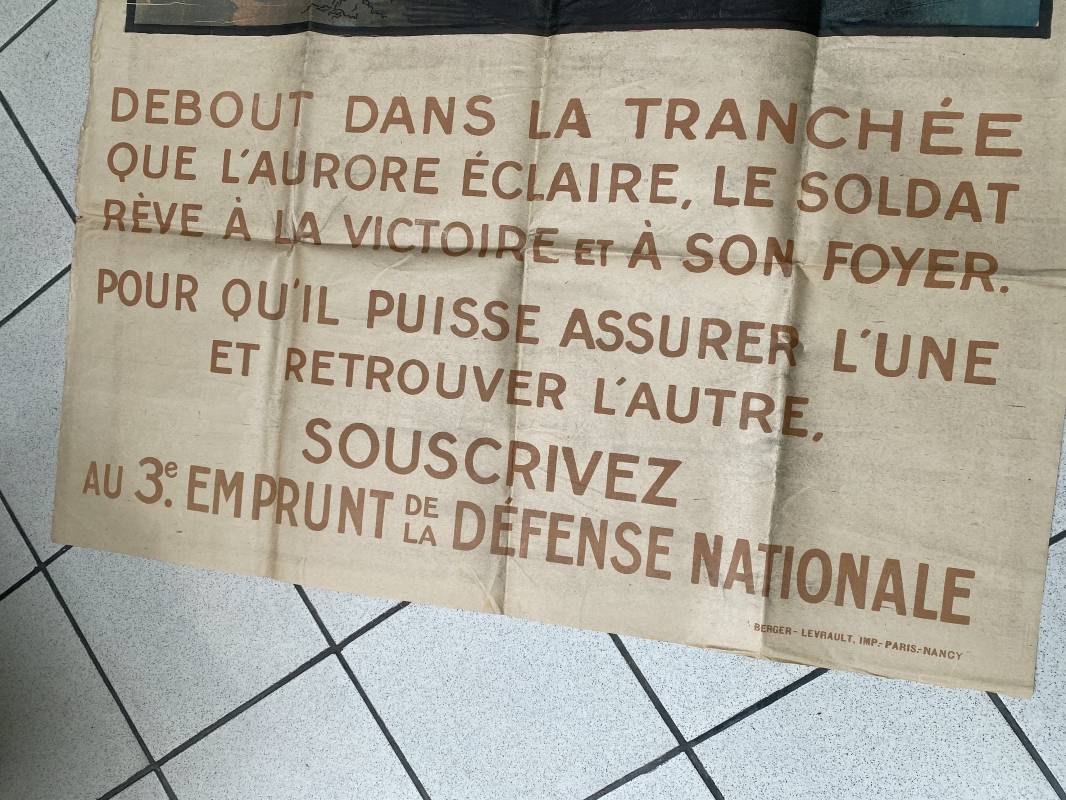 DEBOUT DANS LA TRANCHÉE
QUE L'AURORE ÉCLAIRE, LE SOLDAT
RÊVE À LA VICTOIRE ET À SON FOYER.
POUR QU'IL PUISSE ASSURER L'UNE
ET RETROUVER L'AUTRE,
SOUSCRIVEZ
AU 3e. EMPRUNT DE LA DÉFENSE NATIONALE
BERGER-LEVRAULT, IMP.-PARIS.-NANCY